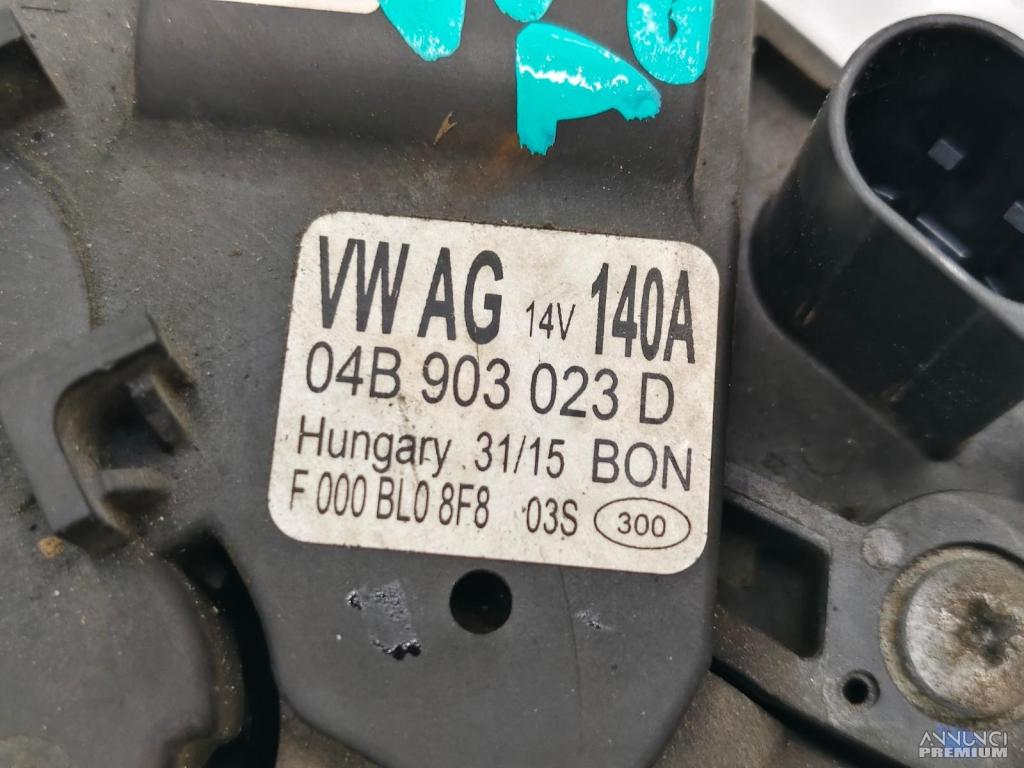 VW AG 14V 140A
04B 903 023 D
Hungary 31/15 BON
F 000 BL0 8F8 03S 300
ANNUNCI
PREMIUM